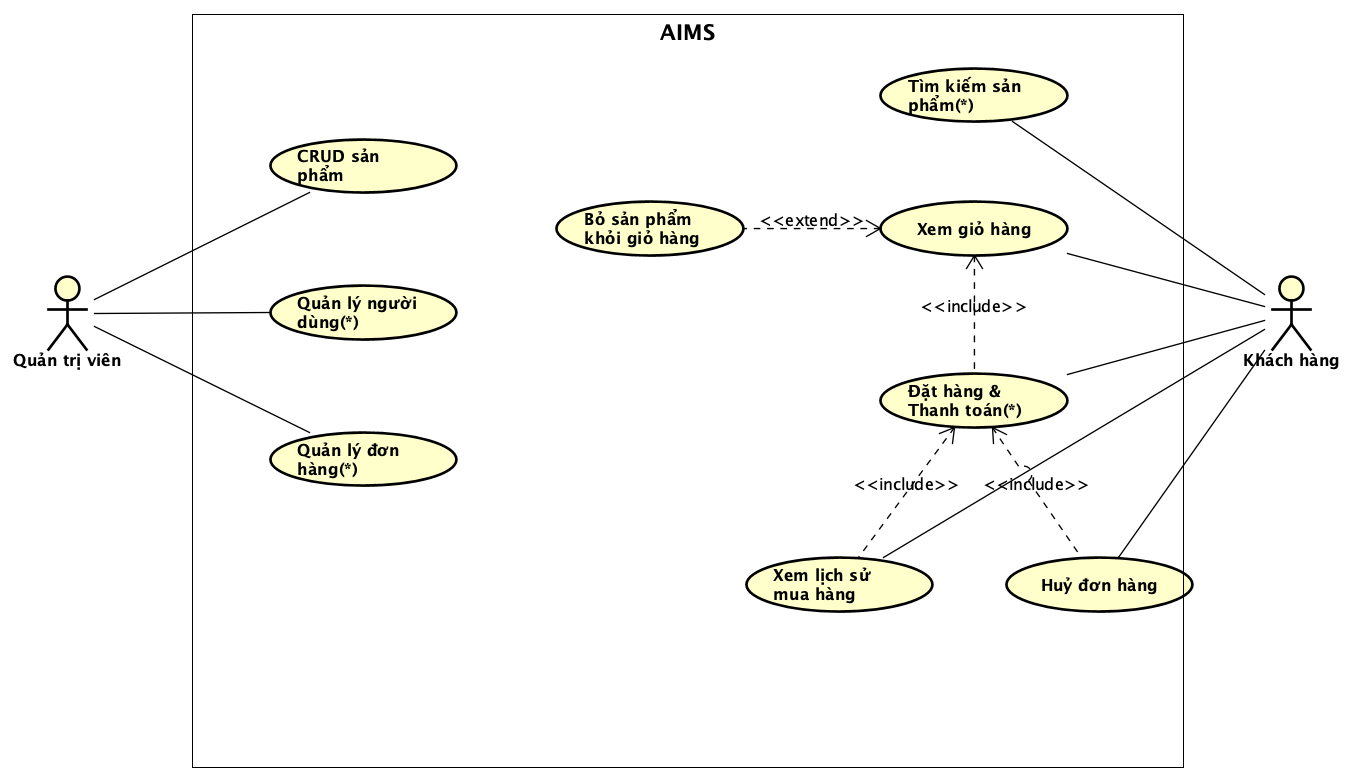 AIMS
Tìm kiếm sản
phẩm(*)
CRUD sản
phẩm
Bỏ sản phẩm
khỏi giỏ hàng
<<extend>>
Xem giỏ hàng
Quản lý người
dùng(*)
<<include>>
Quản trị viên
Khách hàng
Đặt hàng &
Thanh toán(*)
Quản lý đơn
hàng(*)
<<include>>
<<include>>
Xem lịch sử
mua hàng
Huỷ đơn hàng